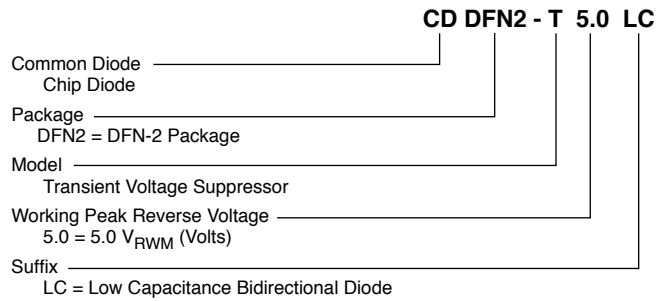 CD DFN2 - T 5.0 LC
Common Diode
Chip Diode
Package
DFN2 = DFN-2 Package
Model
Transient Voltage Suppressor
Working Peak Reverse Voltage
5.0 = 5.0 VRWM (Volts)
Suffix
LC = Low Capacitance Bidirectional Diode